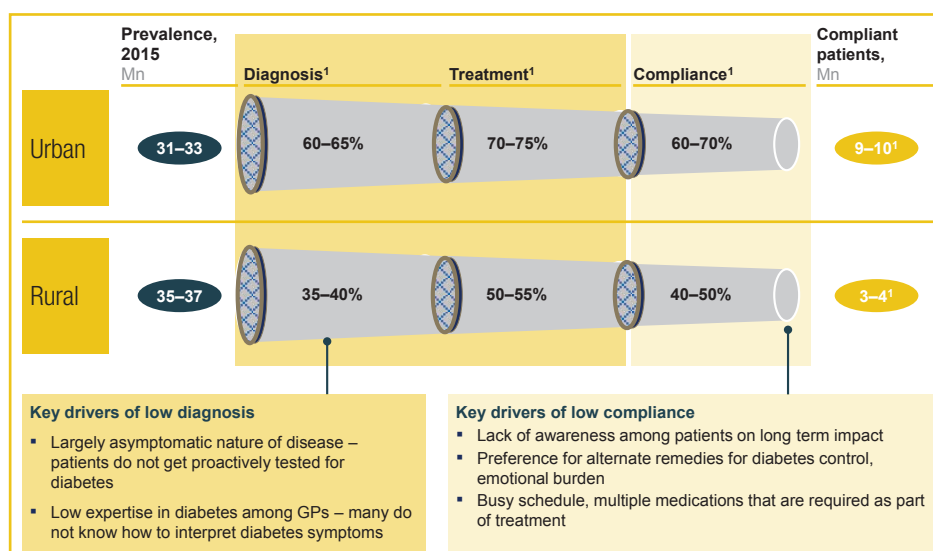 Prevalence,
2015
Mn
Diagnosis¹
Treatment¹
Compliance¹
Compliant
patients,
Mn
Urban
31–33
60–65%
70–75%
60–70%
9–10¹
Rural
35–37
35–40%
50–55%
40–50%
3–4¹
Key drivers of low diagnosis
▪ Largely asymptomatic nature of disease –
patients do not get proactively tested for
diabetes
▪ Low expertise in diabetes among GPs – many do
not know how to interpret diabetes symptoms
Key drivers of low compliance
▪ Lack of awareness among patients on long term impact
▪ Preference for alternate remedies for diabetes control,
emotional burden
▪ Busy schedule, multiple medications that are required as part
of treatment